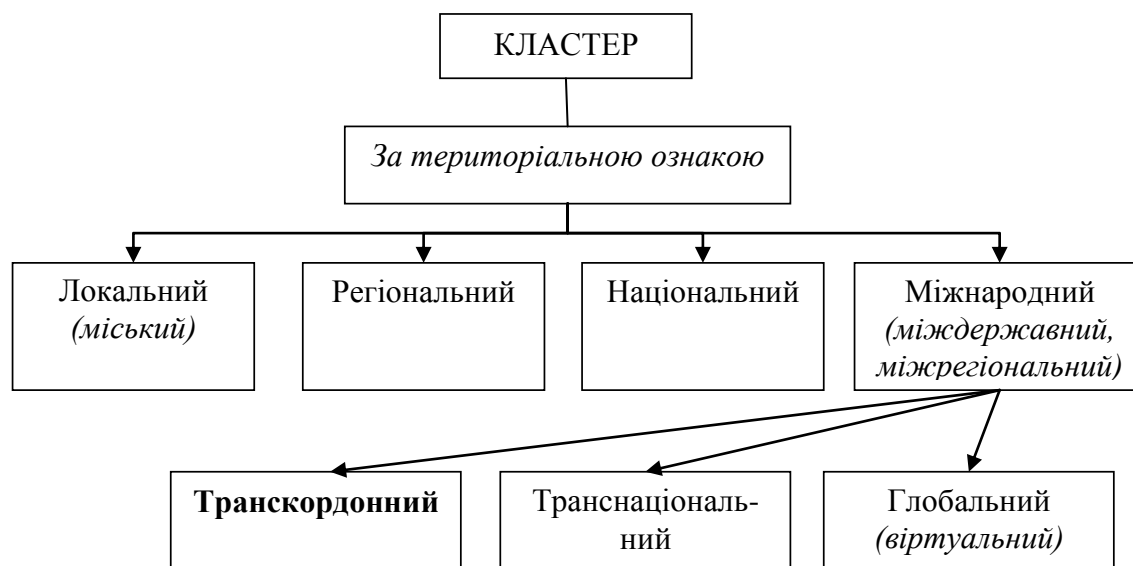 КЛАСТЕР
За територіальною ознакою
Локальний
(міський)
Регіональний
Національний
Міжнародний
(міждержавний,
міжрегіональний)
Транскордонний
Транснаціональ-
ний
Глобальний
(віртуальний)